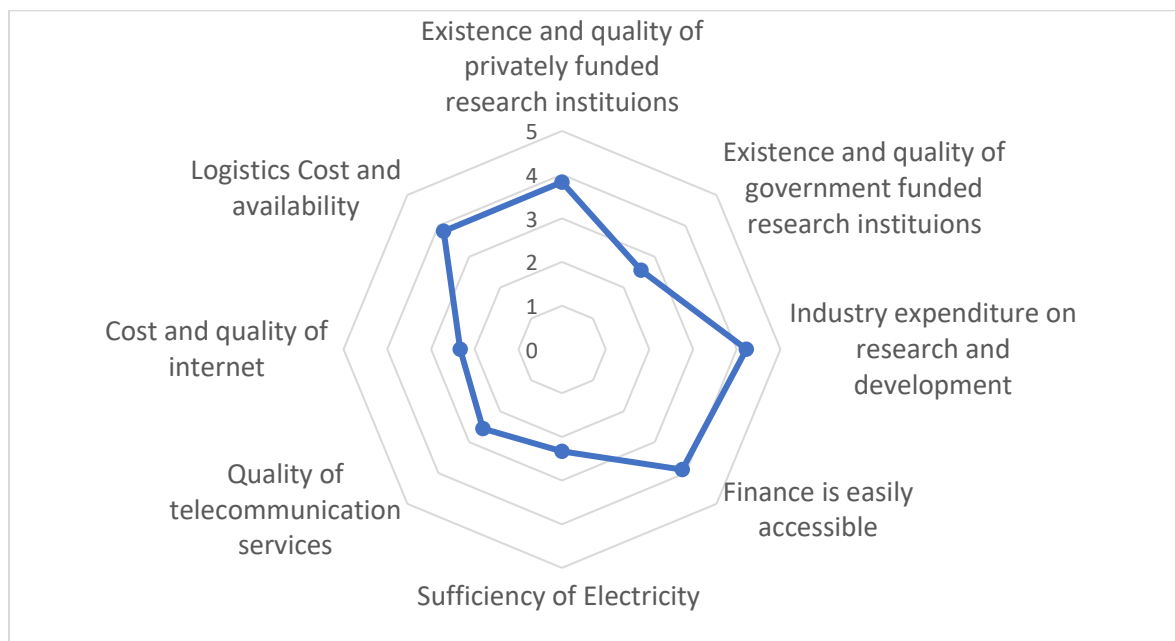 Existence and quality of
privately funded
research instituions
Existence and quality of
government funded
research instituions
Industry expenditure on
research and
development
Finance is easily
accessible
Sufficiency of Electricity
Quality of
telecommunication
services
Cost and quality of
internet
Logistics Cost and
availability
5
4
3
2
1
0